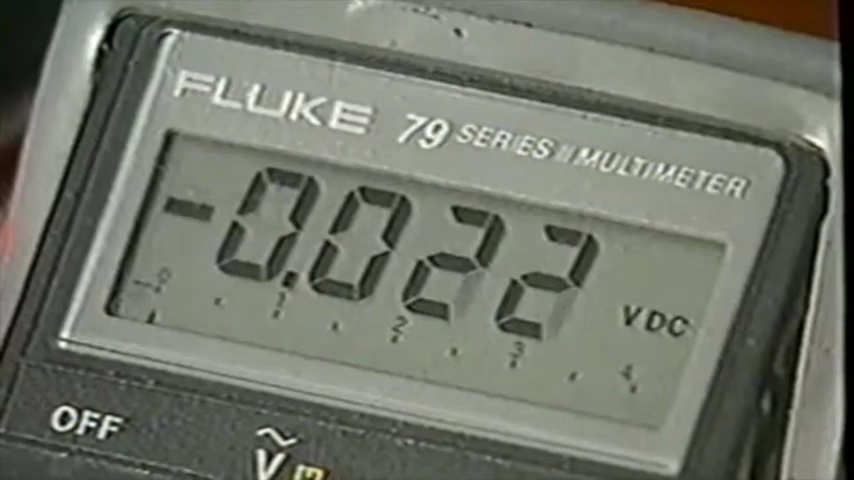 FLUKE 79 SERIES II MULTIMETER
-0.022 VDC
0 1 2 3 4
OFF
V